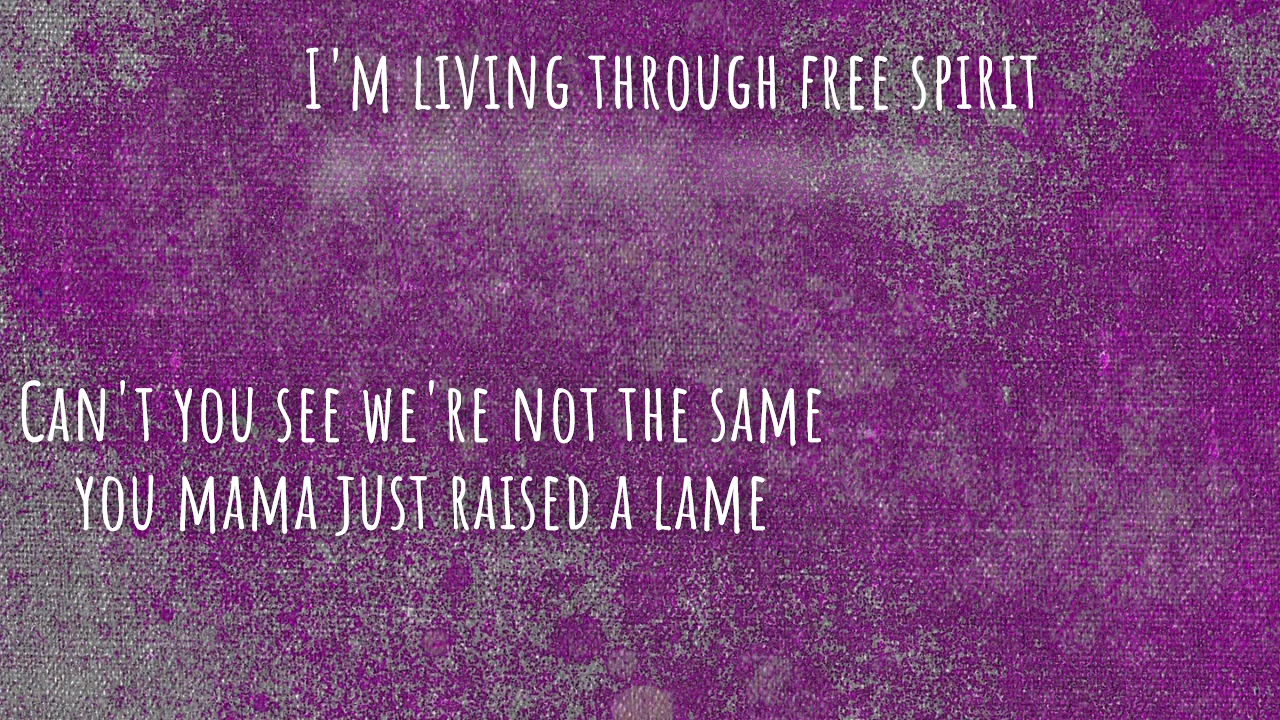 I'm living through free spirit
Can't you see we're not the same
you mama just raised a lame